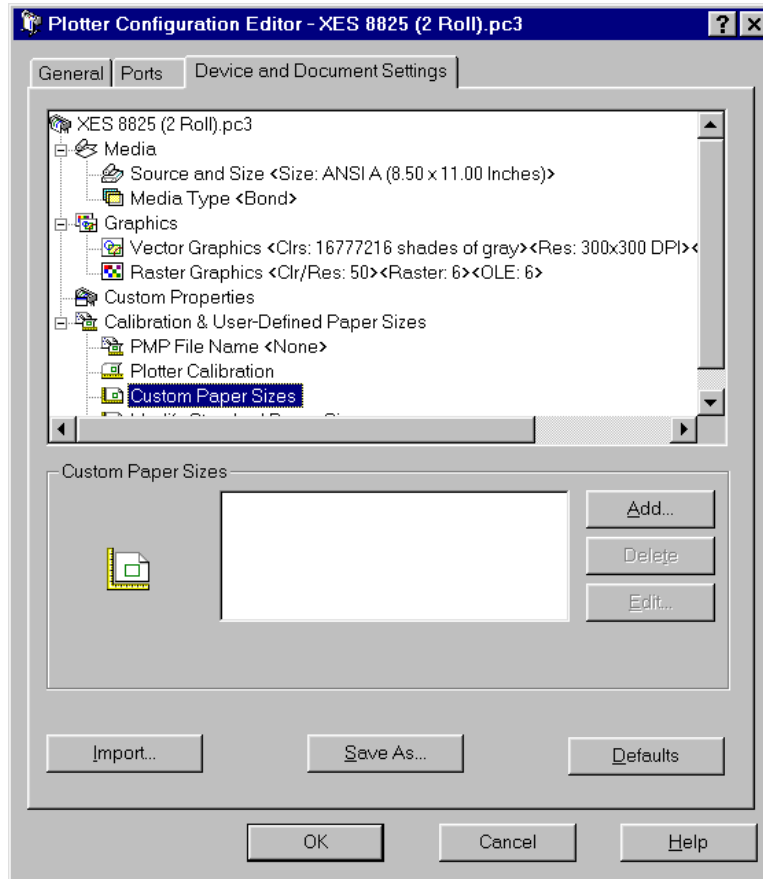 Plotter Configuration Editor - XES 8825 (2 Roll).pc3
General Ports Device and Document Settings
XES 8825 (2 Roll).pc3
Media
Source and Size <Size: ANSI A (8.50 x 11.00 Inches)>
Media Type <Bond>
Graphics
Vector Graphics <Clrs: 16777216 shades of gray><Res: 300x300 DPI><
Raster Graphics <Clr/Res: 50><Raster: 6><OLE: 6>
Custom Properties
Calibration & User-Defined Paper Sizes
PMP File Name <None>
Plotter Calibration
Custom Paper Sizes
Custom Paper Sizes
Add...
Delete
Edit...
Import... Save As... Defaults
OK Cancel Help